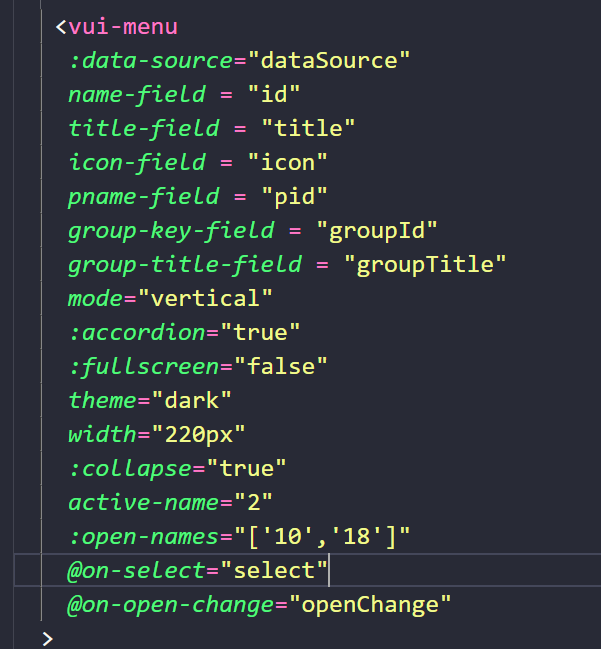 <vui-menu
:data-source="dataSource"
name-field = "id"
title-field = "title"
icon-field = "icon"
pname-field = "pid"
group-key-field = "groupId"
group-title-field = "groupTitle"
mode="vertical"
:accordion="true"
:fullscreen="false"
theme="dark"
width="220px"
:collapse="true"
active-name="2"
:open-names="['10','18']"
@on-select="select"
@on-open-change="openChange"
>